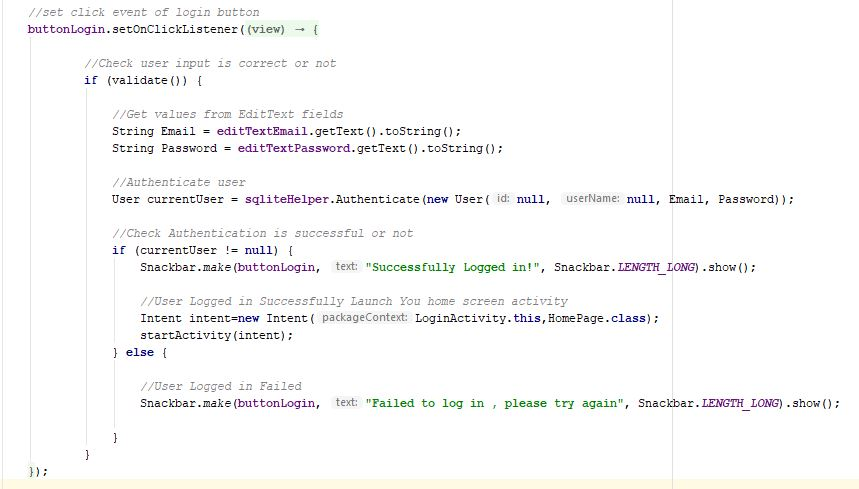 //set click event of login button
buttonLogin.setOnClickListener((view) → {
//Check user input is correct or not
if (validate()) {
//Get values from EditText fields
String Email = editTextEmail.getText().toString();
String Password = editTextPassword.getText().toString();
//Authenticate user
User currentUser = sqliteHelper.Authenticate(new User( id: null, userName: null, Email, Password));
//Check Authentication is successful or not
if (currentUser != null) {
Snackbar.make(buttonLogin, text: "Successfully Logged in!", Snackbar.LENGTH_LONG).show();
//User Logged in Successfully Launch You home screen activity
Intent intent=new Intent( packageContext: LoginActivity.this,HomePage.class);
startActivity(intent);
} else {
//User Logged in Failed
Snackbar.make(buttonLogin, text: "Failed to log in , please try again", Snackbar.LENGTH_LONG).show();
}
}
});